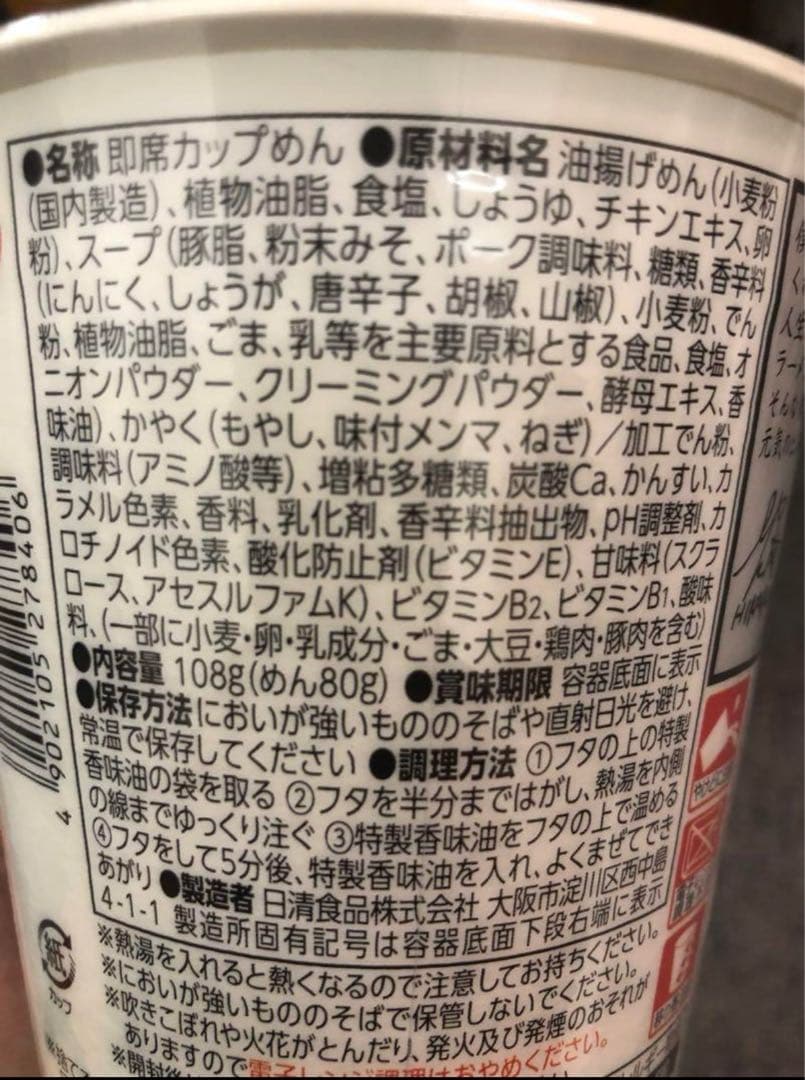 ●名称 即席カップめん ●原材料名 油揚げめん(小麦粉
(国内製造)、植物油脂、食塩、しょうゆ、チキンエキス、卵
粉)、スープ(豚脂、粉末みそ、ポーク調味料、糖類、香辛料
(にんにく、しょうが、唐辛子、胡椒、山椒)、小麦粉、でん
粉、植物油脂、ごま、乳等を主要原料とする食品、食塩、オ
ニオンパウダー、クリーミングパウダー、酵母エキス、香
味油)、かやく(もやし、味付メンマ、ねぎ)/加工でん粉、
調味料(アミノ酸等)、増粘多糖類、炭酸Ca、かんすい、カ
ラメル色素、香料、乳化剤、香辛料抽出物、pH調整剤、カ
ロチノイド色素、酸化防止剤(ビタミンE)、甘味料(スクラ
ロース、アセスルファムK)、ビタミンB2、ビタミンB1、酸味
料、(一部に小麦・卵・乳成分・ごま・大豆・鶏肉・豚肉を含む)
●内容量 108g(めん80g) ●賞味期限 容器底面に表示
●保存方法 においが強いもののそばや直射日光を避け、
常温で保存してください ●調理方法 ①フタの上の特製
香味油の袋を取る ②フタを半分まではがし、熱湯を内側
の線までゆっくり注ぐ ③特製香味油をフタの上で温める
④フタをして5分後、特製香味油を入れ、よくまぜてでき
あがり ●製造者 日清食品株式会社 大阪市淀川区西中島
4-1-1 製造所固有記号は容器底面下段右端に表示
※熱湯を入れると熱くなるので注意してお持ちください。
※においが強いもののそばで保管しないでください。
※吹きこぼれや火花がとんだり、発火及び発煙のおそれが
ありますので電子レンジ調理はおやめください。
※開封後
4 902105 278406
紙
カップ
人生
ラー
そんな
元気の